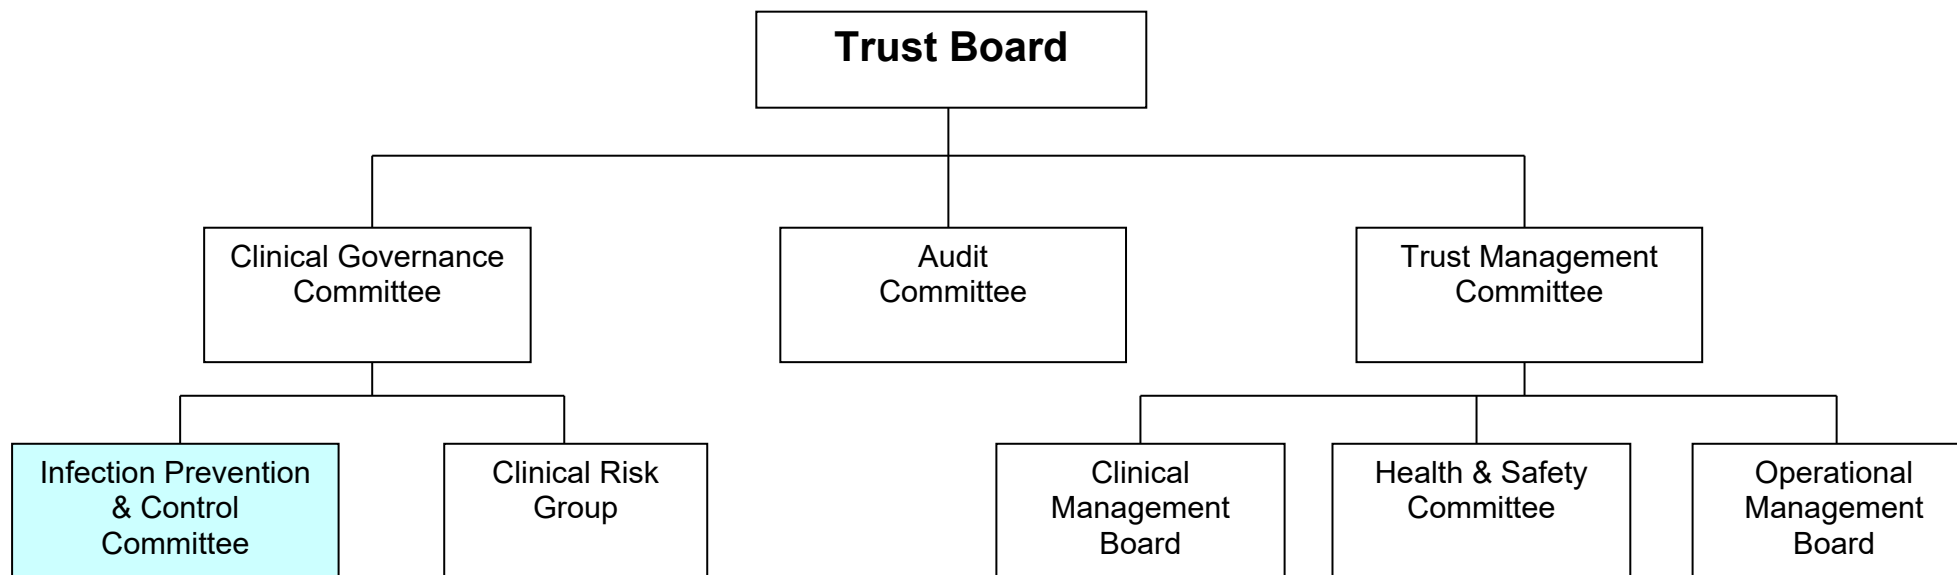 Trust Board
Clinical Governance
Committee
Audit
Committee
Trust Management
Committee
Infection Prevention
& Control
Committee
Clinical Risk
Group
Clinical
Management
Board
Health & Safety
Committee
Operational
Management
Board